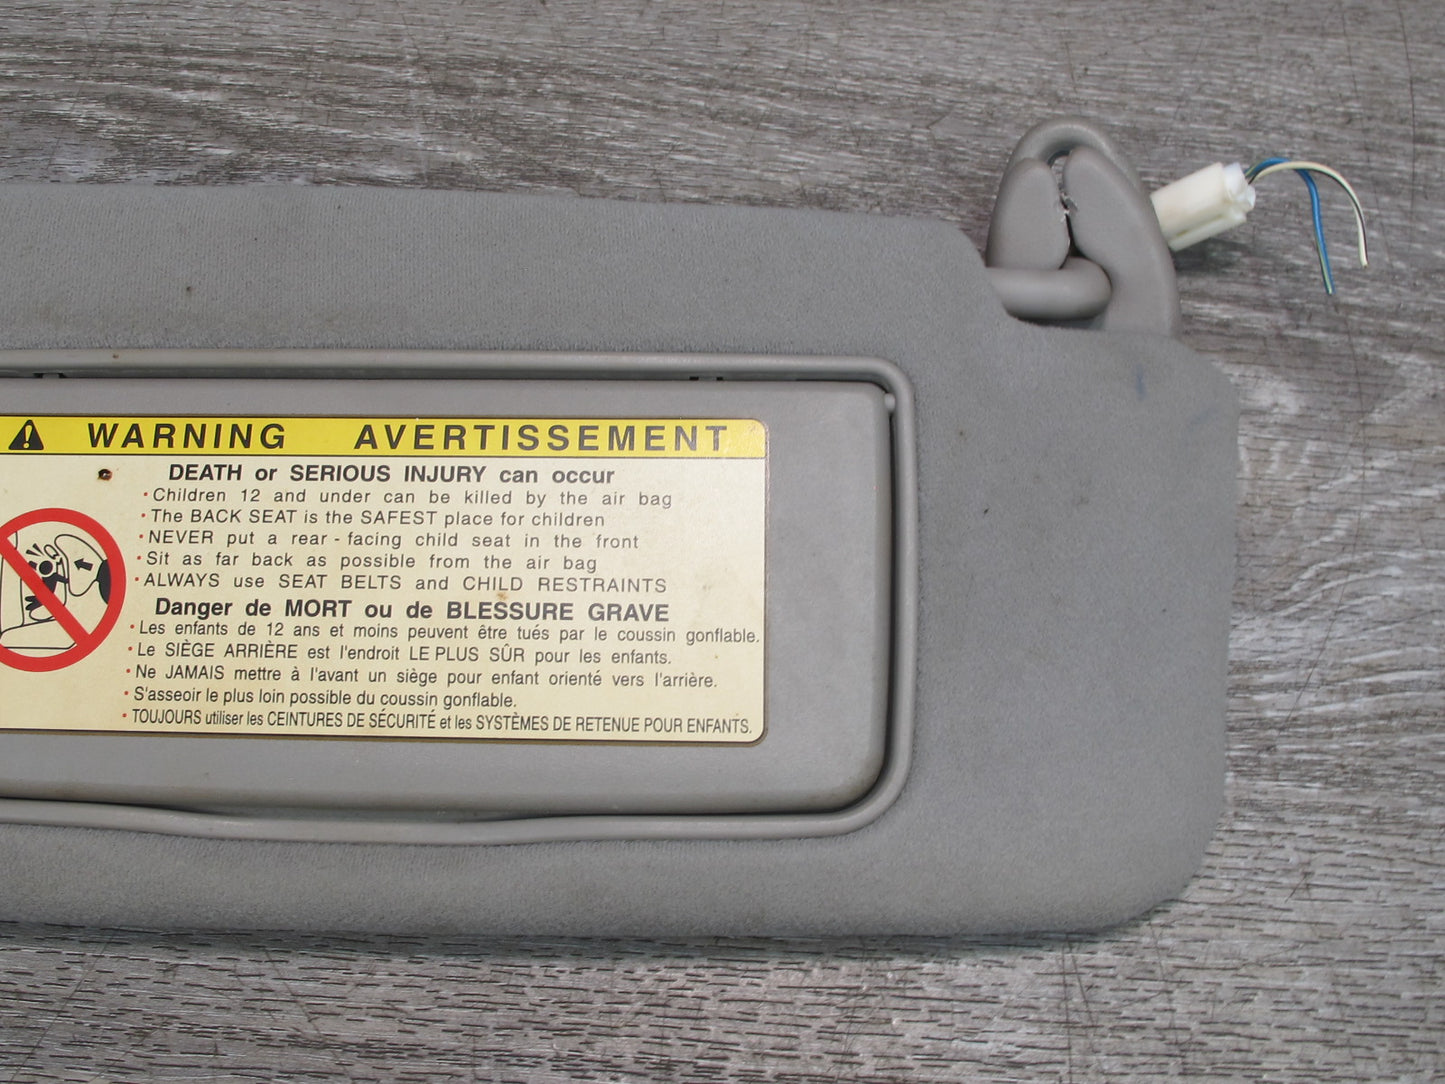 WARNING AVERTISSEMENT
DEATH or SERIOUS INJURY can occur
•Children 12 and under can be killed by the air bag
•The BACK SEAT is the SAFEST place for children
•NEVER put a rear-facing child seat in the front
•Sit as far back as possible from the air bag
•ALWAYS use SEAT BELTS and CHILD RESTRAINTS
Danger de MORT ou de BLESSURE GRAVE
•Les enfants de 12 ans et moins peuvent être tués par le coussin gonflable.
•Le SIÈGE ARRIÈRE est l'endroit LE PLUS SÛR pour les enfants.
•Ne JAMAIS mettre à l'avant un siège pour enfant orienté vers l'arrière.
•S'asseoir le plus loin possible du coussin gonflable.
•TOUJOURS utiliser les CEINTURES DE SÉCURITÉ et les SYSTÈMES DE RETENUE POUR ENFANTS.